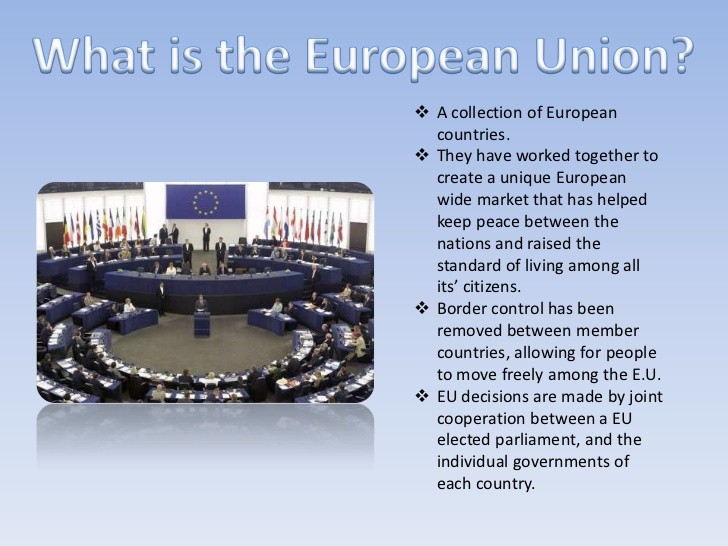 What is the European Union?
❖ A collection of European
countries.
❖ They have worked together to
create a unique European
wide market that has helped
keep peace between the
nations and raised the
standard of living among all
its’ citizens.
❖ Border control has been
removed between member
countries, allowing for people
to move freely among the E.U.
❖ EU decisions are made by joint
cooperation between a EU
elected parliament, and the
individual governments of
each country.